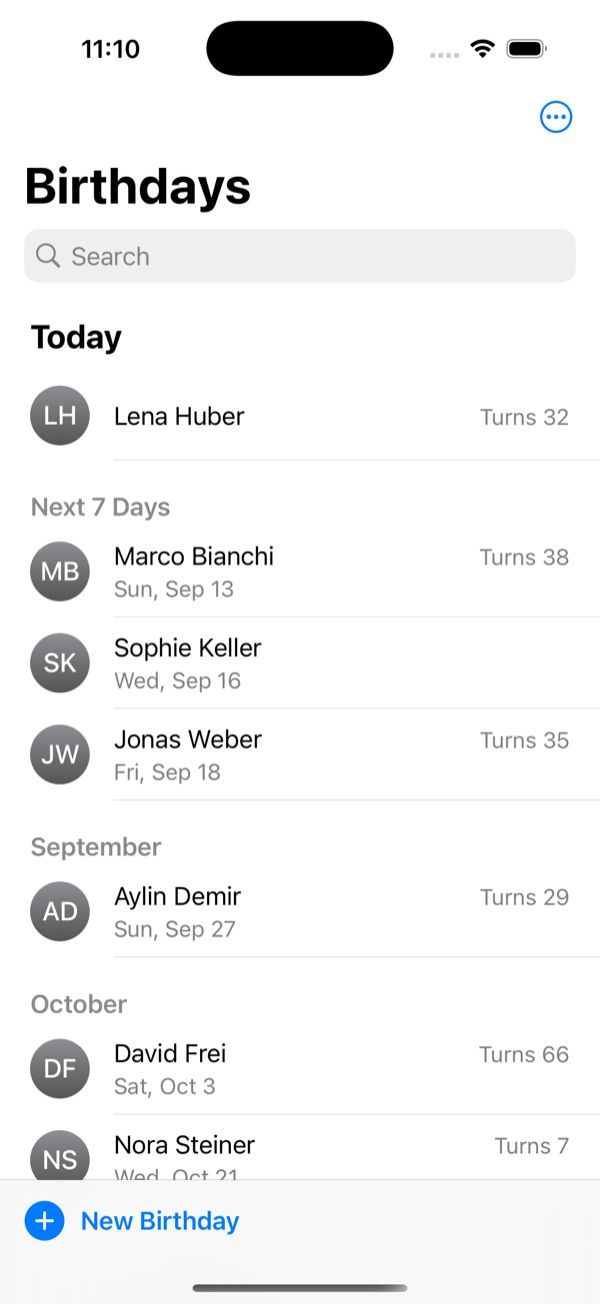 11:10
Birthdays
Search
Today
LH Lena Huber Turns 32
Next 7 Days
MB Marco Bianchi Turns 38
Sun, Sep 13
SK Sophie Keller
Wed, Sep 16
JW Jonas Weber Turns 35
Fri, Sep 18
September
AD Aylin Demir Turns 29
Sun, Sep 27
October
DF David Frei Turns 66
Sat, Oct 3
NS Nora Steiner Turns 7
Wed, Oct 21
New Birthday